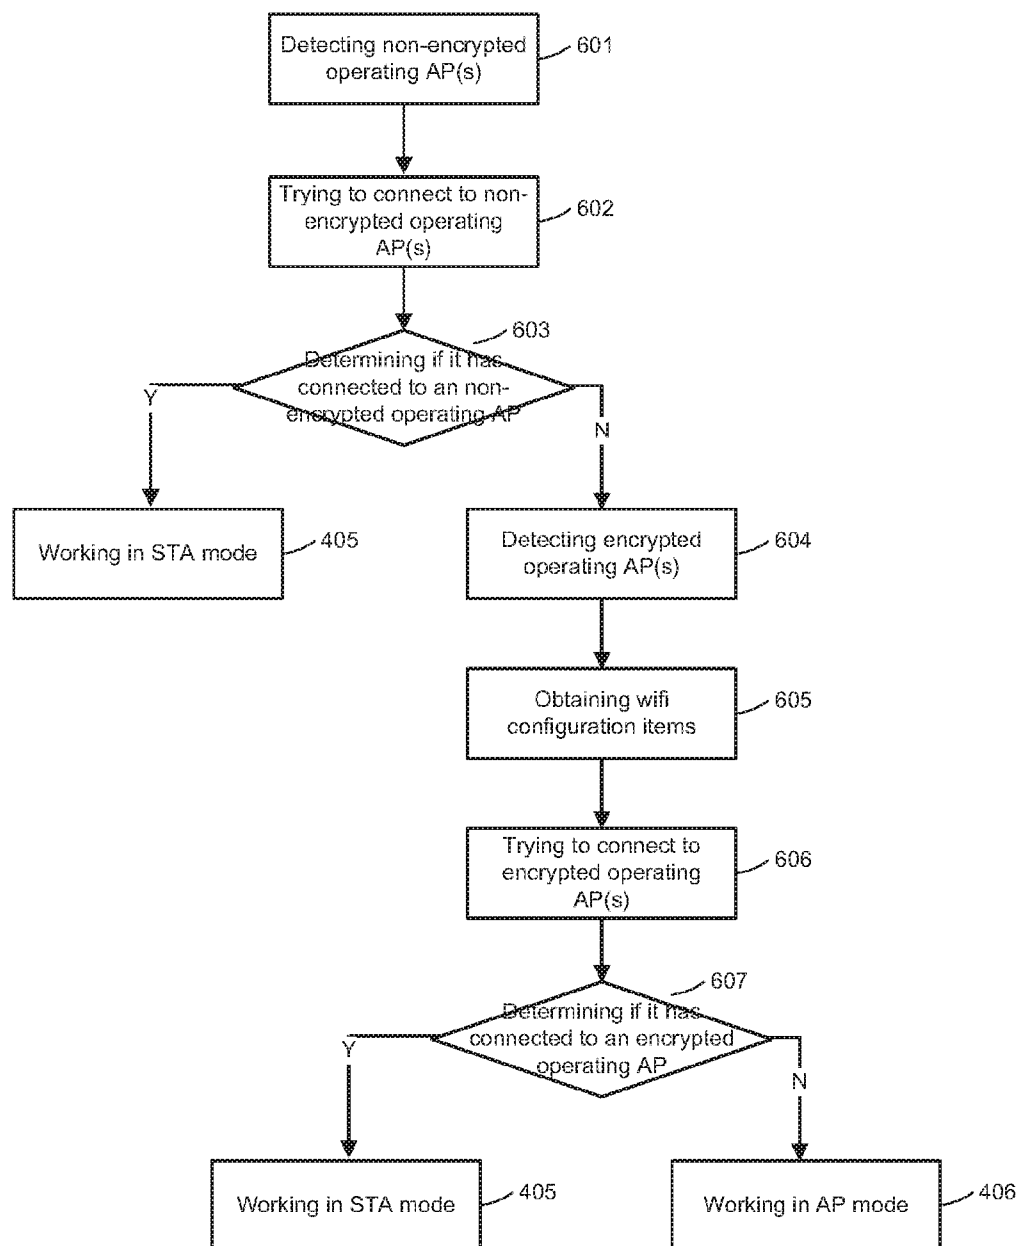 Detecting non-encrypted
operating AP(s)
601
Trying to connect to non-
encrypted operating
AP(s)
602
603
Determining if it has
connected to an non-
encrypted operating AP
Y
N
Working in STA mode
405
Detecting encrypted
operating AP(s)
604
Obtaining wifi
configuration items
605
Trying to connect to
encrypted operating
AP(s)
606
607
Determining if it has
connected to an encrypted
operating AP
Y
N
Working in STA mode
405
Working in AP mode
406